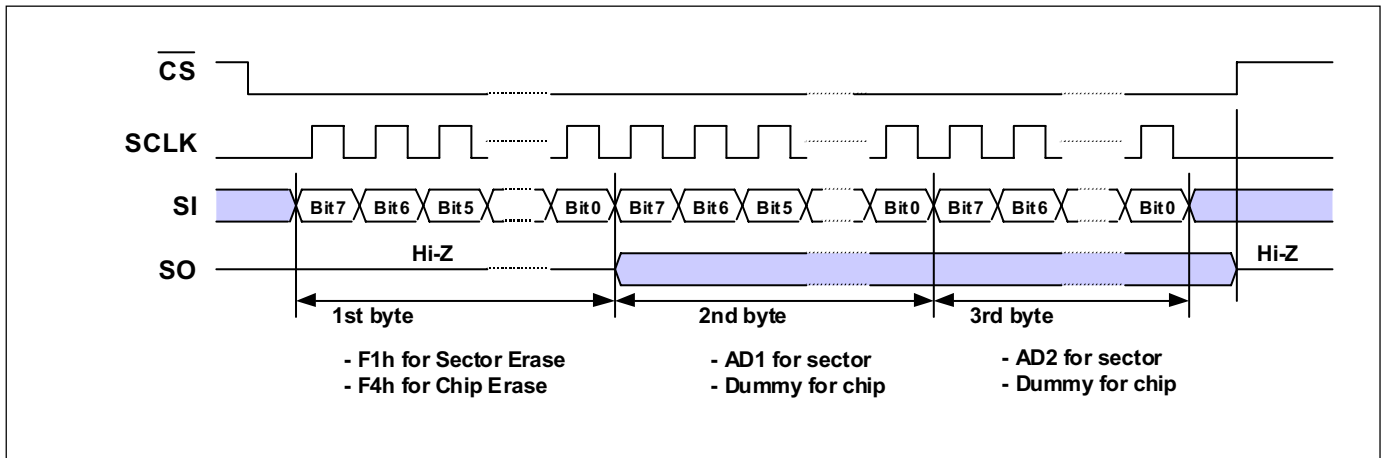 CS
SCLK
SI Bit7 Bit6 Bit5 Bit0 Bit7 Bit6 Bit5 Bit0 Bit7 Bit6 Bit0
SO Hi-Z Hi-Z
1st byte 2nd byte 3rd byte
- F1h for Sector Erase - AD1 for sector - AD2 for sector
- F4h for Chip Erase - Dummy for chip - Dummy for chip